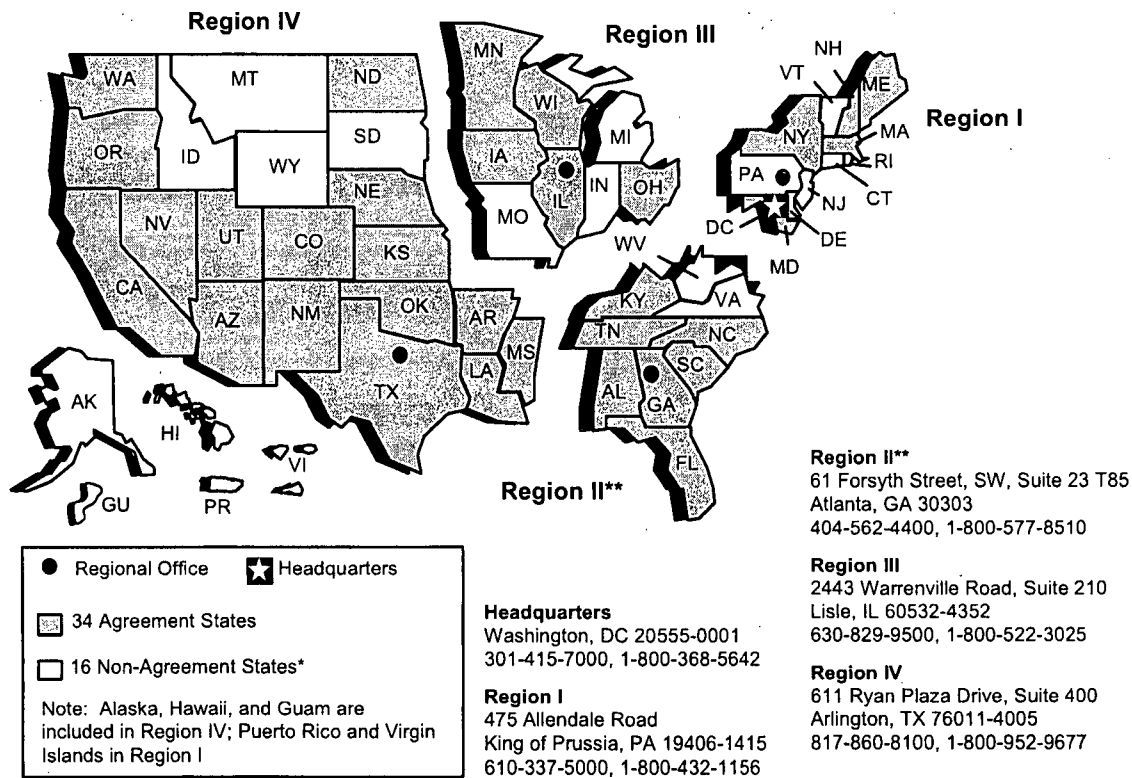 Region IV
Region III
Region I
Region II**
WA
MT
ND
OR
ID
SD
WY
NE
NV
UT
CO
KS
CA
AZ
NM
OK
TX
AR
LA
MS
AK
HI
GU
PR
VI
MN
WI
MI
IA
IL
IN
OH
MO
WV
KY
VA
TN
NC
SC
AL
GA
FL
NH
VT
ME
NY
MA
RI
CT
PA
NJ
DE
DC
MD
Regional Office
Headquarters
34 Agreement States
16 Non-Agreement States*
Note: Alaska, Hawaii, and Guam are
included in Region IV; Puerto Rico and Virgin
Islands in Region I
Headquarters
Washington, DC 20555-0001
301-415-7000, 1-800-368-5642
Region I
475 Allendale Road
King of Prussia, PA 19406-1415
610-337-5000, 1-800-432-1156
Region II**
61 Forsyth Street, SW, Suite 23 T85
Atlanta, GA 30303
404-562-4400, 1-800-577-8510
Region III
2443 Warrenville Road, Suite 210
Lisle, IL 60532-4352
630-829-9500, 1-800-522-3025
Region IV
611 Ryan Plaza Drive, Suite 400
Arlington, TX 76011-4005
817-860-8100, 1-800-952-9677